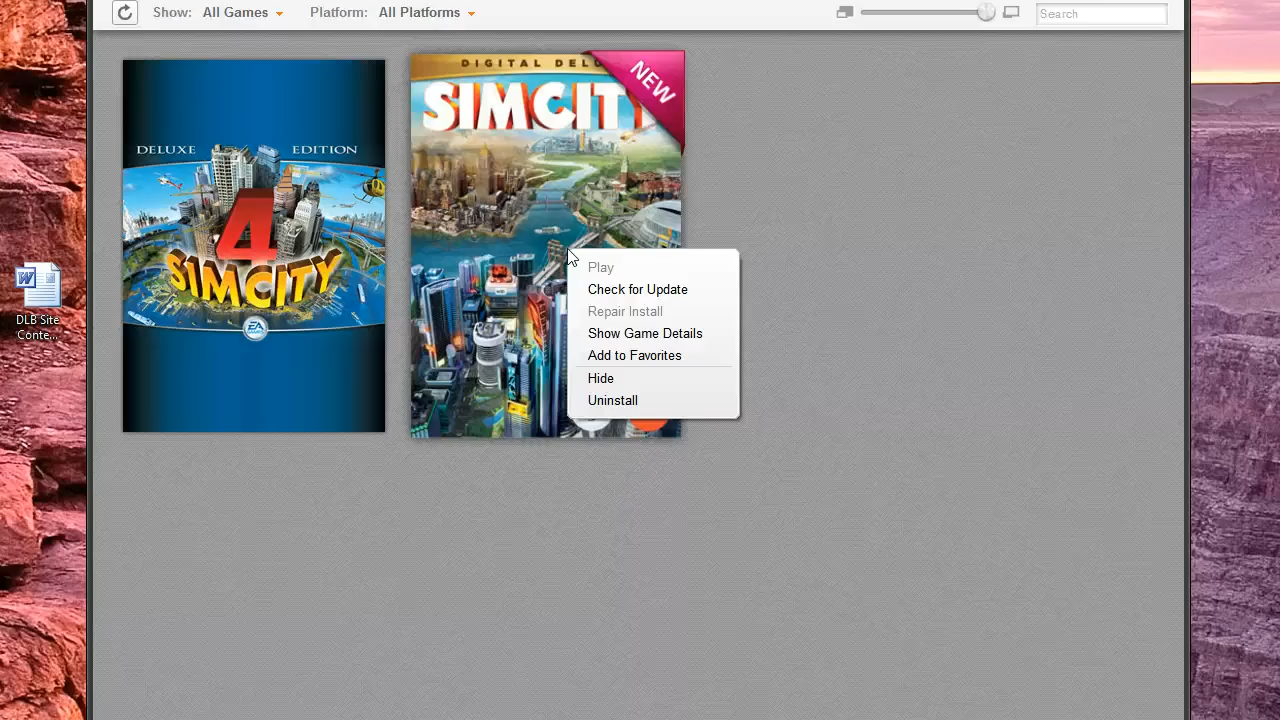 Show: All Games Platform: All Platforms Search
DELUXE EDITION
4
SIMCITY
EA
DIGITAL DELU
NEW
SIMCITY
Play
Check for Update
Repair Install
Show Game Details
Add to Favorites
Hide
Uninstall
W
DLB Site
Conte...